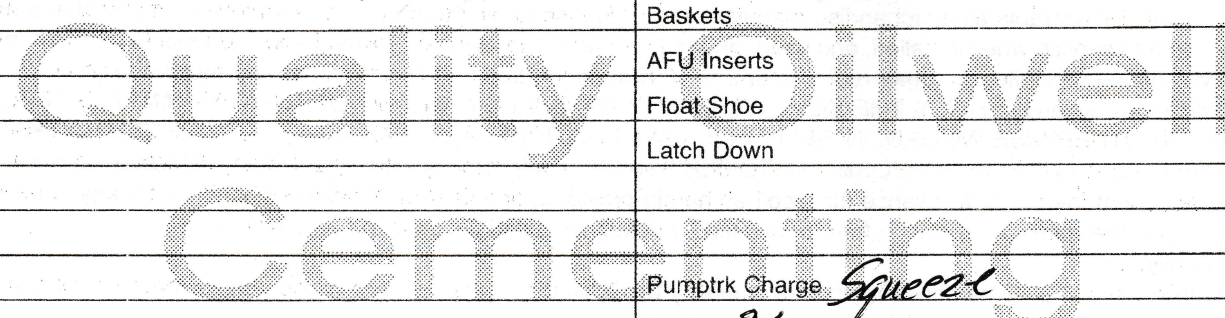 Baskets
AFU Inserts
Float Shoe
Latch Down
Quality Oilwell
Cementing
Pumptrk Charge Squeeze